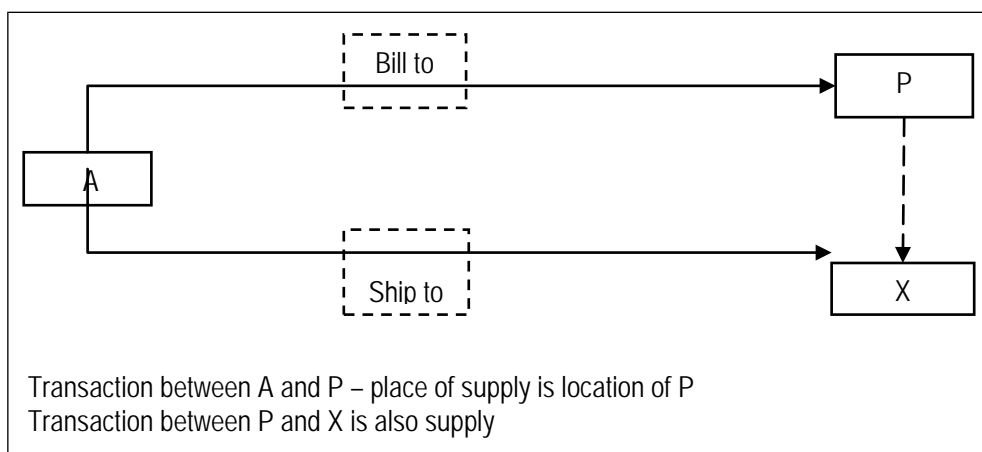 Bill to
P
A
Ship to
X
Transaction between A and P – place of supply is location of P
Transaction between P and X is also supply